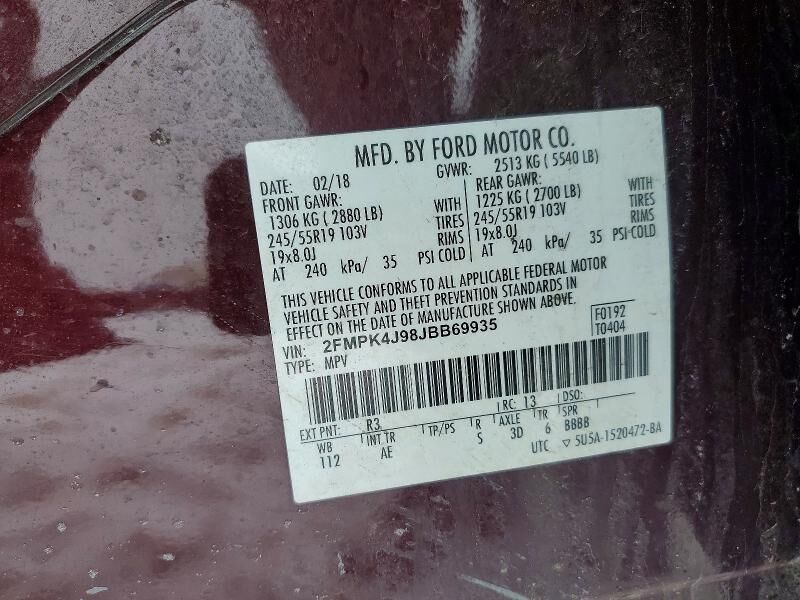 MFD. BY FORD MOTOR CO.
DATE: 02/18 GVWR: 2513 KG ( 5540 LB)
FRONT GAWR: REAR GAWR:
1306 KG ( 2880 LB) WITH 1225 KG ( 2700 LB) WITH
245/55R19 103V TIRES 245/55R19 103V TIRES
19x8.0J RIMS 19x8.0J RIMS
AT 240 kPa/ 35 PSI COLD AT 240 kPa/ 35 PSI COLD
THIS VEHICLE CONFORMS TO ALL APPLICABLE FEDERAL MOTOR
VEHICLE SAFETY AND THEFT PREVENTION STANDARDS IN
EFFECT ON THE DATE OF MANUFACTURE SHOWN ABOVE.
VIN: 2FMPK4J98JBB69935 F0192
TYPE: MPV T0404
EXT PNT: R3 RC: 13 DSO:
WB INT TR TP/PS R AXLE TR SPR
112 AE S 3D 6 BBBB
UTC ▽ 5U5A-1520472-BA